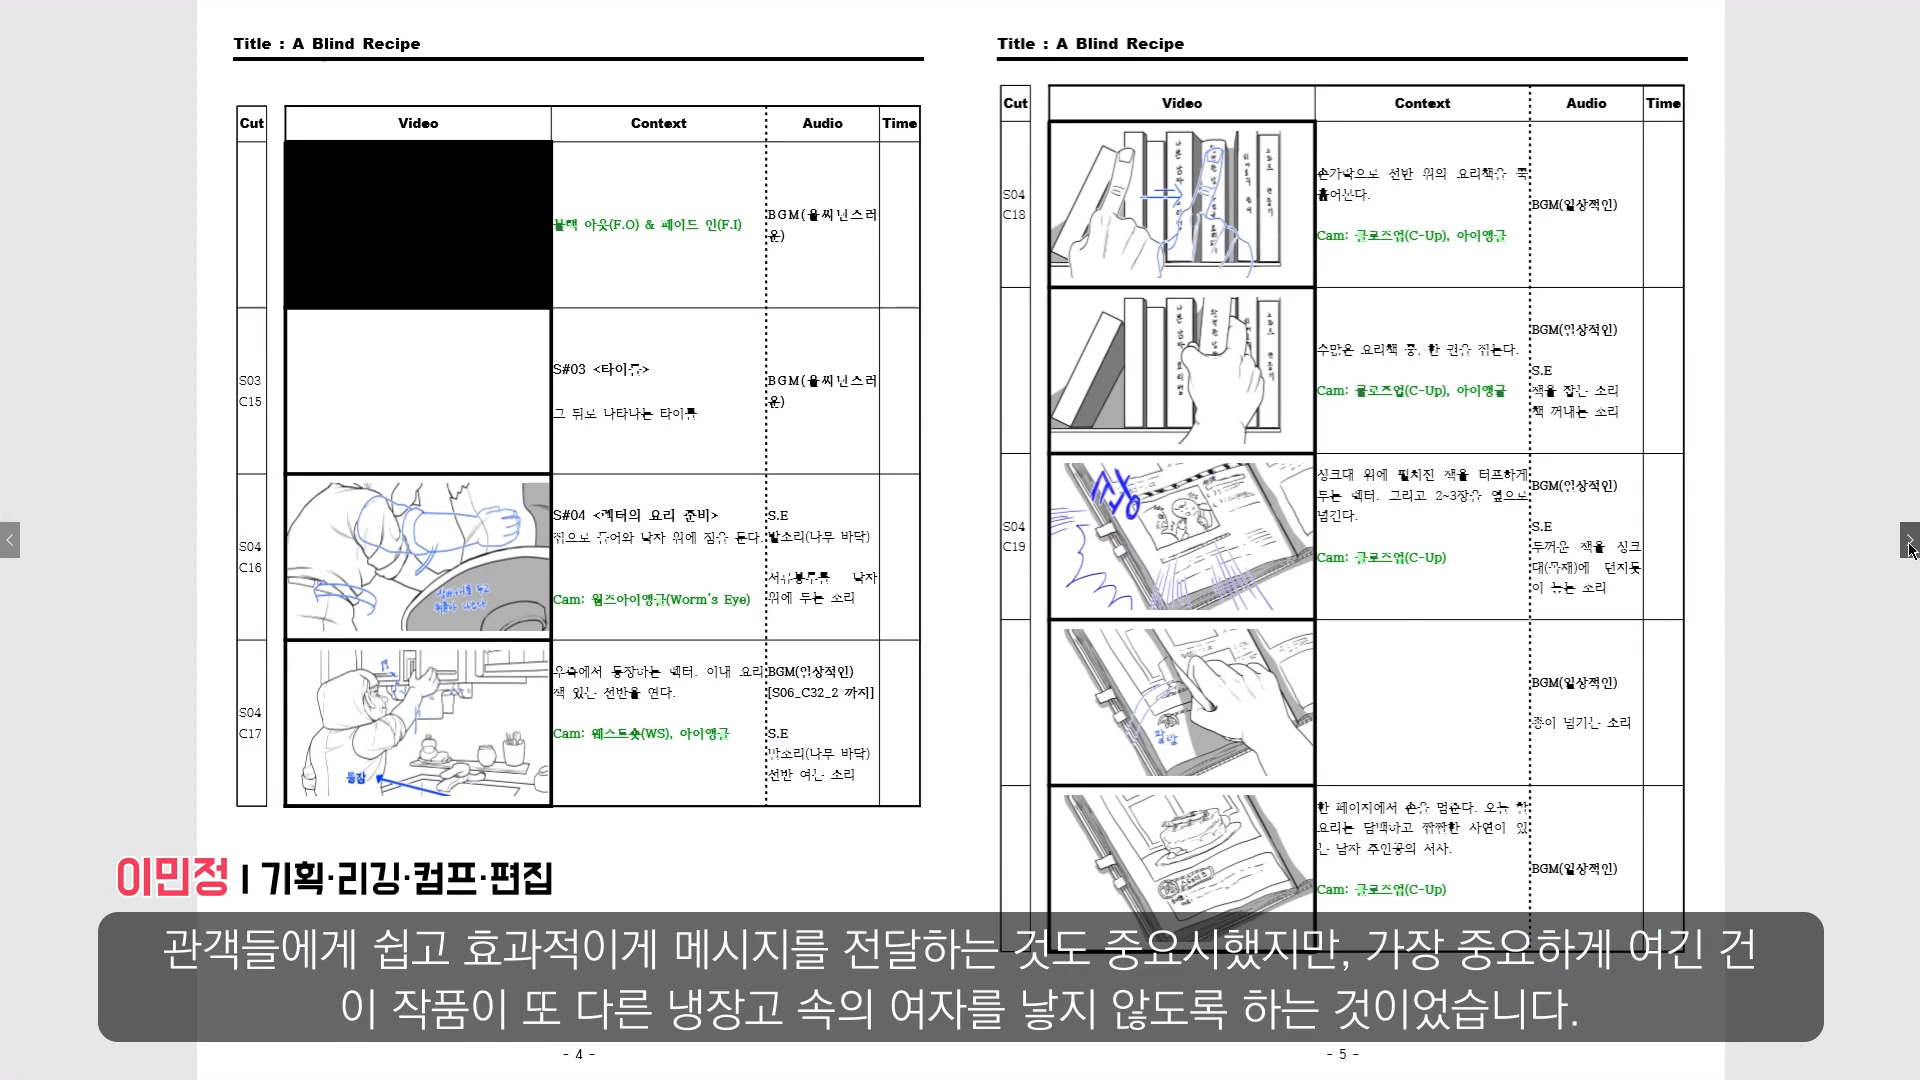 Title : A Blind Recipe
Cut Video Context Audio Time
블랙 아웃(F.O) & 페이드 인(F.I)
BGM(을씨년스러
운)
S03
C15
S#03 <타이틀>
그 뒤로 나타나는 타이틀
BGM(을씨년스러
운)
S04
C16
S#04 <헥터의 요리 준비>
집으로 들어와 탁자 위에 짐을 둔다.
Cam: 웜즈아이앵글(Worm's Eye)
S.E
발소리(나무 바닥)
서류봉투를 탁자
위에 두는 소리
S04
C17
등장
우측에서 등장하는 헥터. 이내 요리
책 있는 선반을 연다.
Cam: 웨스트숏(WS), 아이앵글
BGM(일상적인)
[S06_C32_2 까지]
S.E
발소리(나무 바닥)
선반 여는 소리
- 4 -
Title : A Blind Recipe
Cut Video Context Audio Time
S04
C18
손가락으로 선반 위의 요리책을 쭉
훑어본다.
Cam: 클로즈업(C-Up), 아이앵글
BGM(일상적인)
수많은 요리책 중, 한 권을 집는다.
Cam: 클로즈업(C-Up), 아이앵글
BGM(일상적인)
S.E
책을 잡는 소리
책 꺼내는 소리
S04
C19
쾅
싱크대 위에 펼치진 책을 터프하게
두는 헥터. 그리고 2~3장을 옆으로
넘긴다.
Cam: 클로즈업(C-Up)
BGM(일상적인)
S.E
두꺼운 책을 싱크
대(목재)에 던지듯
이 놓는 소리
팔랑
BGM(일상적인)
종이 넘기는 소리
한 페이지에서 손을 멈춘다. 오늘 할
요리는 담백하고 짭짤한 사연이 있
는 남자 주인공의 서사.
Cam: 클로즈업(C-Up)
BGM(일상적인)
- 5 -
이민정 | 기획·리깅·컴프·편집
관객들에게 쉽고 효과적이게 메시지를 전달하는 것도 중요시했지만, 가장 중요하게 여긴 건
이 작품이 또 다른 냉장고 속의 여자를 낳지 않도록 하는 것이었습니다.